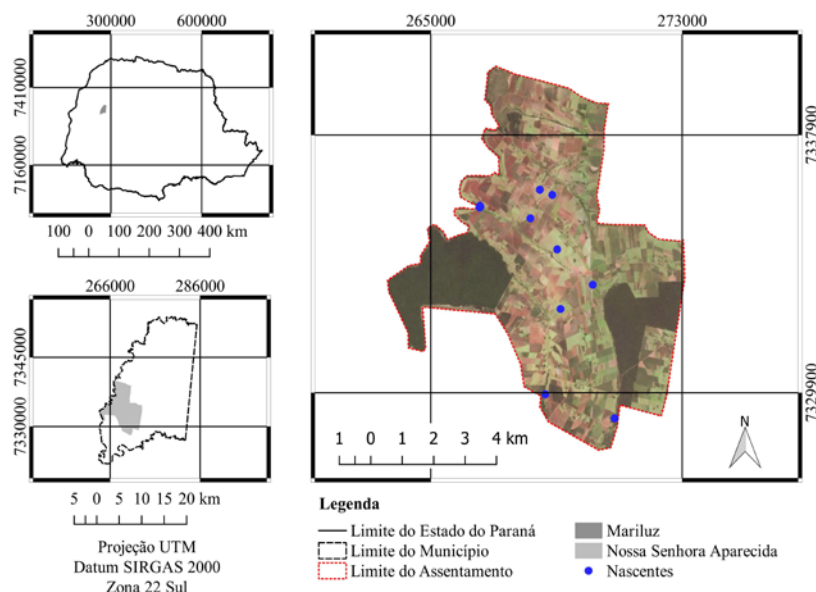 300000 600000
7410000
7160000
100 0 100 200 300 400 km
266000 286000
7345000
7330000
5 0 5 10 15 20 km
Projeção UTM
Datum SIRGAS 2000
Zona 22 Sul
265000 273000
7337900
7329900
1 0 1 2 3 4 km
N
Legenda
Limite do Estado do Paraná
Limite do Município
Limite do Assentamento
Mariluz
Nossa Senhora Aparecida
Nascentes